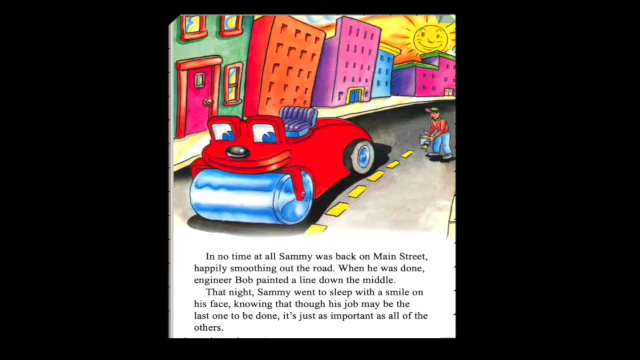 In no time at all Sammy was back on Main Street,
happily smoothing out the road. When he was done,
engineer Bob painted a line down the middle.
That night, Sammy went to sleep with a smile on
his face, knowing that though his job may be the
last one to be done, it's just as important as all of the
others.